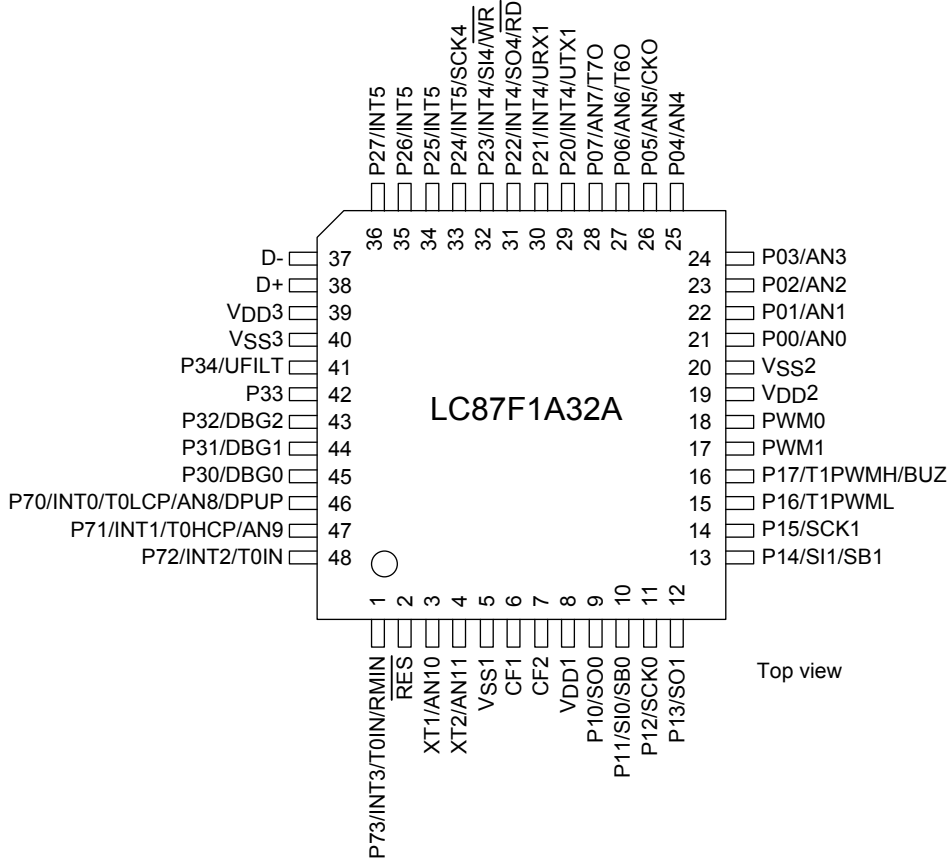 P27/INT5
P26/INT5
P25/INT5
P24/INT5/SCK4
P23/INT4/SI4/WR
P22/INT4/SO4/RD
P21/INT4/URX1
P20/INT4/UTX1
P07/AN7/T7O
P06/AN6/T6O
P05/AN5/CKO
P04/AN4
36 35 34 33 32 31 30 29 28 27 26 25
D- 37
D+ 38
VDD3 39
VSS3 40
P34/UFILT 41
P33 42
P32/DBG2 43
P31/DBG1 44
P30/DBG0 45
P70/INT0/T0LCP/AN8/DPUP 46
P71/INT1/T0HCP/AN9 47
P72/INT2/T0IN 48
LC87F1A32A
24 P03/AN3
23 P02/AN2
22 P01/AN1
21 P00/AN0
20 VSS2
19 VDD2
18 PWM0
17 PWM1
16 P17/T1PWMH/BUZ
15 P16/T1PWML
14 P15/SCK1
13 P14/SI1/SB1
1 2 3 4 5 6 7 8 9 10 11 12
P73/INT3/T0IN/RMIN
RES
XT1/AN10
XT2/AN11
VSS1
CF1
CF2
VDD1
P10/SO0
P11/SI0/SB0
P12/SCK0
P13/SO1
Top view